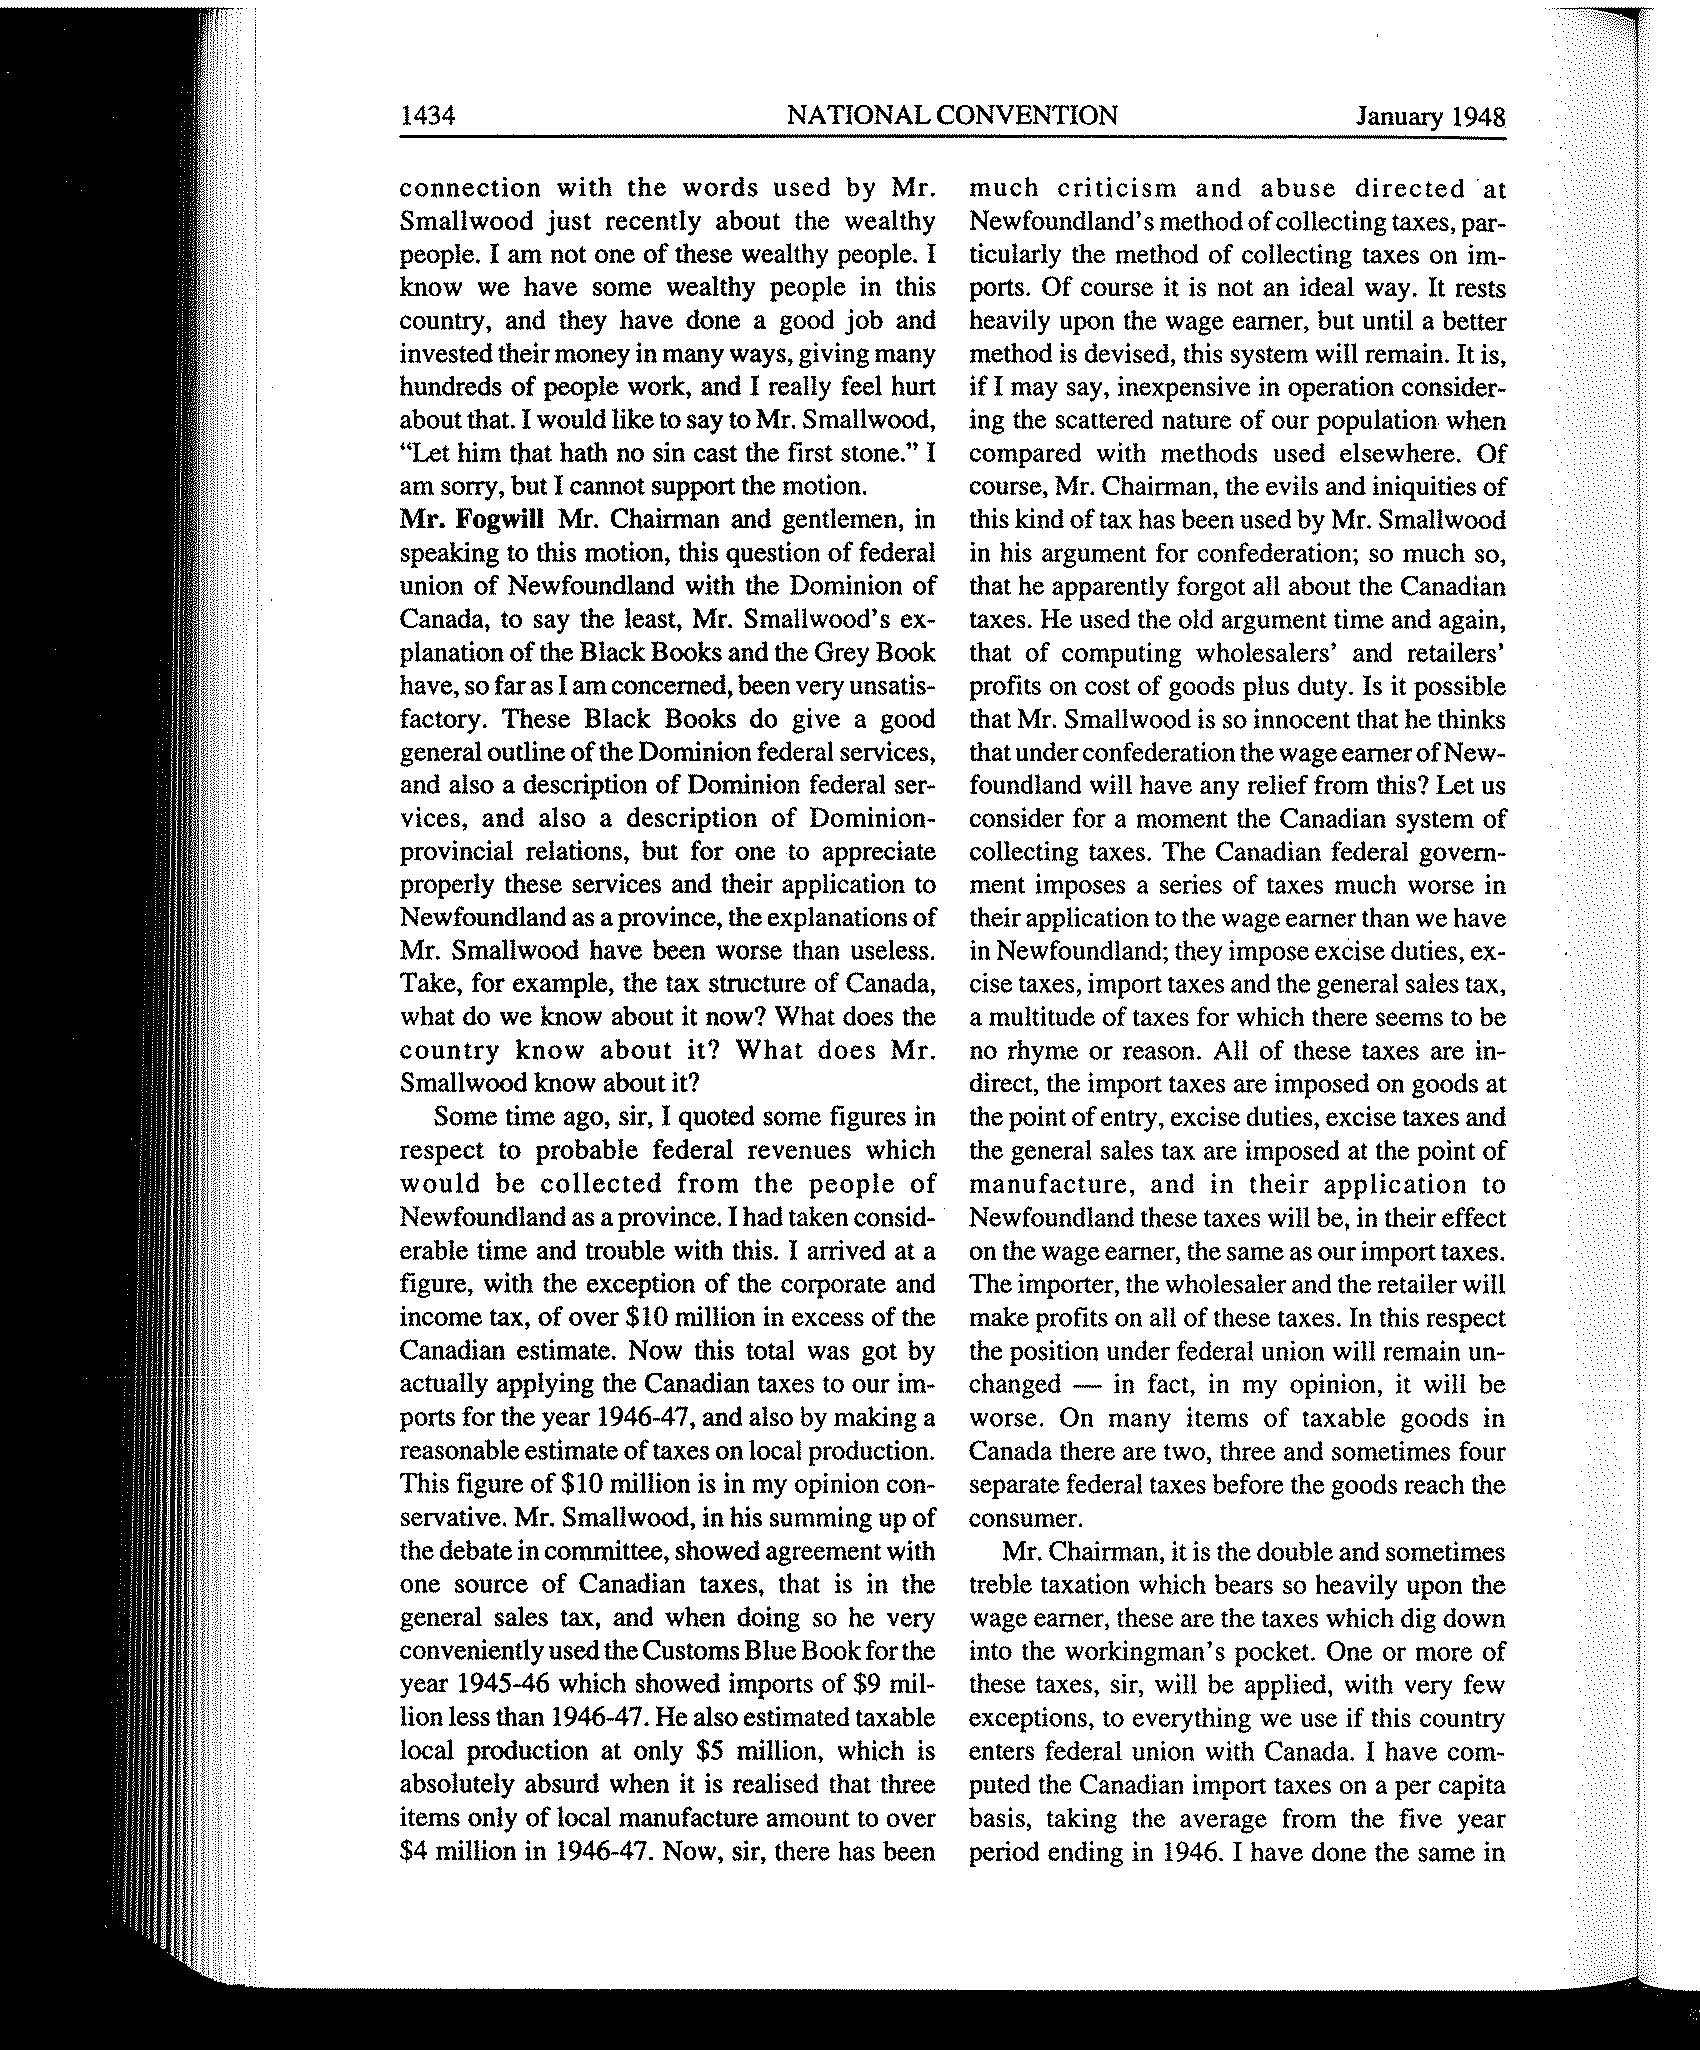 1434 NATIONAL CONVENTION January 1948
connection with the words used by Mr.
Smallwood just recently about the wealthy
people. I am not one of these wealthy people. I
know we have some wealthy people in this
country, and they have done a good job and
invested their money in many ways, giving many
hundreds of people work, and I really feel hurt
about that. I would like to say to Mr. Smallwood,
“Let him that hath no sin cast the first stone.” I
am sorry, but I cannot support the motion.
Mr. Fogwill Mr. Chairman and gentlemen, in
speaking to this motion, this question of federal
union of Newfoundland with the Dominion of
Canada, to say the least, Mr. Smallwood's ex-
planation of the Black Books and the Grey Book
have, so far as I am concerned, been very unsatis-
factory. These Black Books do give a good
general outline of the Dominion federal services,
and also a description of Dominion federal ser-
vices, and also a description of Dominion-
provincial relations, but for one to appreciate
properly these services and their application to
Newfoundland as a province, the explanations of
Mr. Smallwood have been worse than useless.
Take, for example, the tax structure of Canada,
what do we know about it now? What does the
country know about it? What does Mr.
Smallwood know about it?
Some time ago, sir, I quoted some figures in
respect to probable federal revenues which
would be collected from the people of
Newfoundland as a province. I had taken consid-
erable time and trouble with this. I arrived at a
figure, with the exception of the corporate and
income tax, of over $10 million in excess of the
Canadian estimate. Now this total was got by
actually applying the Canadian taxes to our im-
ports for the year 1946-47, and also by making a
reasonable estimate of taxes on local production.
This figure of $10 million is in my opinion con-
servative. Mr. Smallwood, in his summing up of
the debate in committee, showed agreement with
one source of Canadian taxes, that is in the
general sales tax, and when doing so he very
conveniently used the Customs Blue Book for the
year 1945-46 which showed imports of $9 mil-
lion less than 1946-47. He also estimated taxable
local production at only $5 million, which is
absolutely absurd when it is realised that three
items only of local manufacture amount to over
$4 million in 1946-47. Now, sir, there has been
much criticism and abuse directed at
Newfoundland's method of collecting taxes, par-
ticularly the method of collecting taxes on im-
ports. Of course it is not an ideal way. It rests
heavily upon the wage earner, but until a better
method is devised, this system will remain. It is,
if I may say, inexpensive in operation consider-
ing the scattered nature of our population when
compared with methods used elsewhere. Of
course, Mr. Chairman, the evils and iniquities of
this kind of tax has been used by Mr. Smallwood
in his argument for confederation; so much so,
that he apparently forgot all about the Canadian
taxes. He used the old argument time and again,
that of computing wholesalers' and retailers'
profits on cost of goods plus duty. Is it possible
that Mr. Smallwood is so innocent that he thinks
that under confederation the wage earner of New-
foundland will have any relief from this? Let us
consider for a moment the Canadian system of
collecting taxes. The Canadian federal govern-
ment imposes a series of taxes much worse in
their application to the wage earner than we have
in Newfoundland; they impose excise duties, ex-
cise taxes, import taxes and the general sales tax,
a multitude of taxes for which there seems to be
no rhyme or reason. All of these taxes are in-
direct, the import taxes are imposed on goods at
the point of entry, excise duties, excise taxes and
the general sales tax are imposed at the point of
manufacture, and in their application to
Newfoundland these taxes will be, in their effect
on the wage earner, the same as our import taxes.
The importer, the wholesaler and the retailer will
make profits on all of these taxes. In this respect
the position under federal union will remain un-
changed — in fact, in my opinion, it will be
worse. On many items of taxable goods in
Canada there are two, three and sometimes four
separate federal taxes before the goods reach the
consumer.
Mr. Chairman, it is the double and sometimes
treble taxation which bears so heavily upon the
wage earner, these are the taxes which dig down
into the workingman's pocket. One or more of
these taxes, sir, will be applied, with very few
exceptions, to everything we use if this country
enters federal union with Canada. I have com-
puted the Canadian import taxes on a per capita
basis, taking the average from the five year
period ending in 1946. I have done the same in